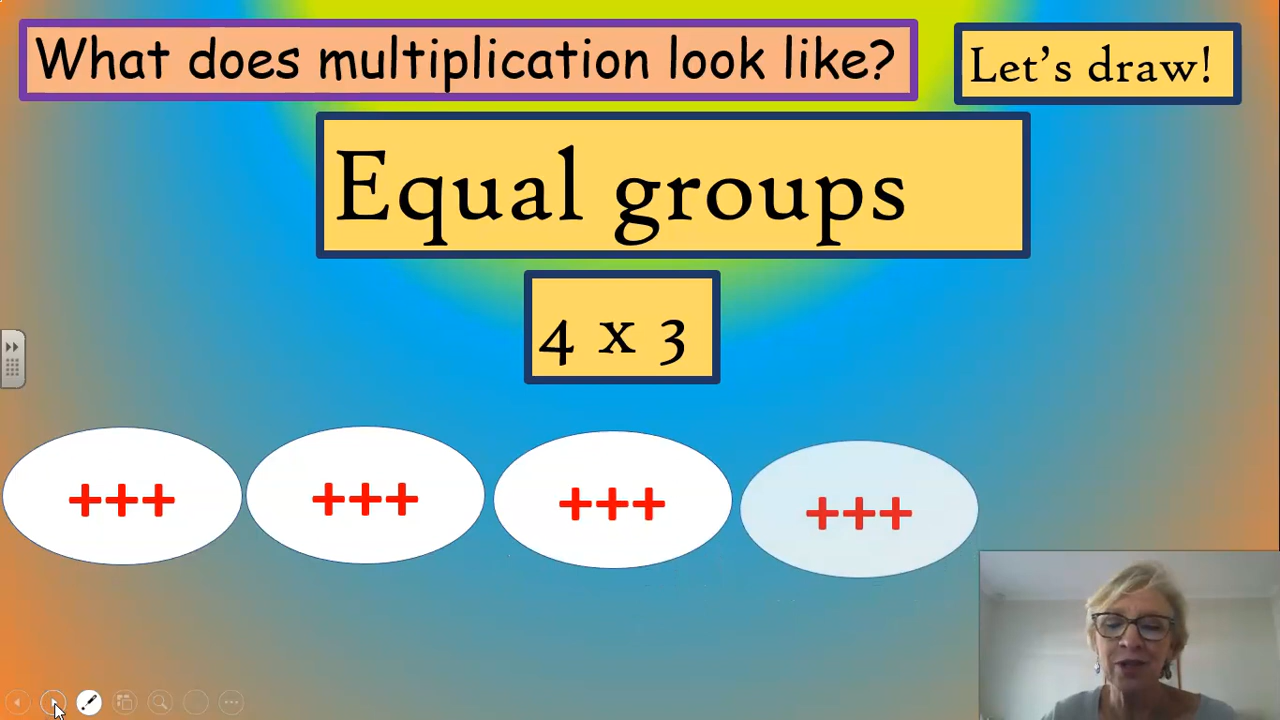 What does multiplication look like?
Let's draw!
Equal groups
4 x 3
+++ +++ +++ +++